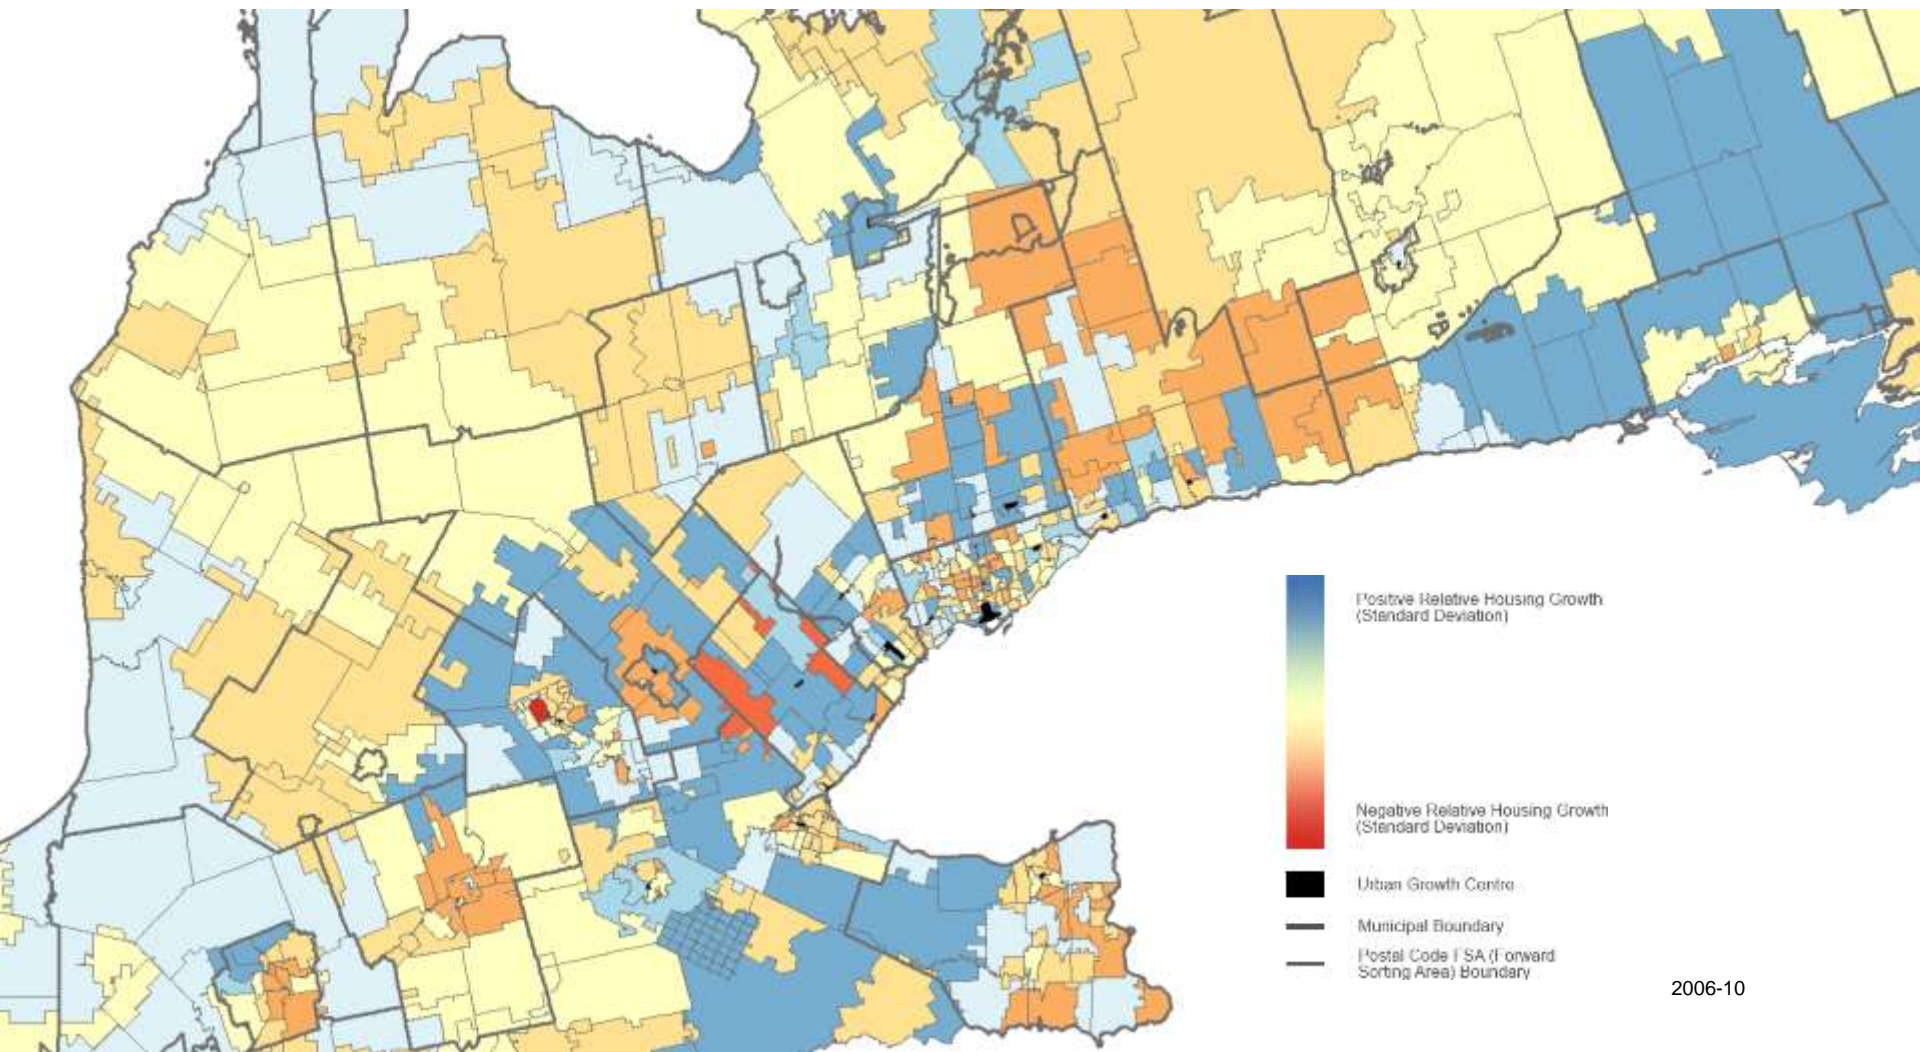 Positive Relative Housing Growth
(Standard Deviation)
Negative Relative Housing Growth
(Standard Deviation)
Urban Growth Centre
Municipal Boundary
Postal Code FSA (Forward
Sorting Area) Boundary
2006-10